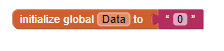 initialize global Data to " 0 "